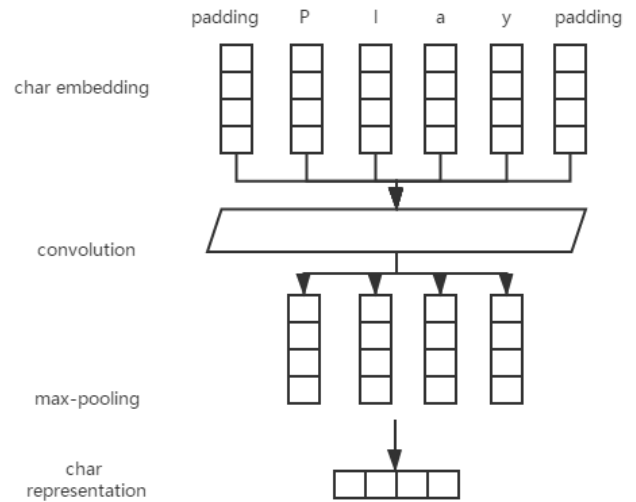 padding P l a y padding
char embedding
convolution
max-pooling
char
representation